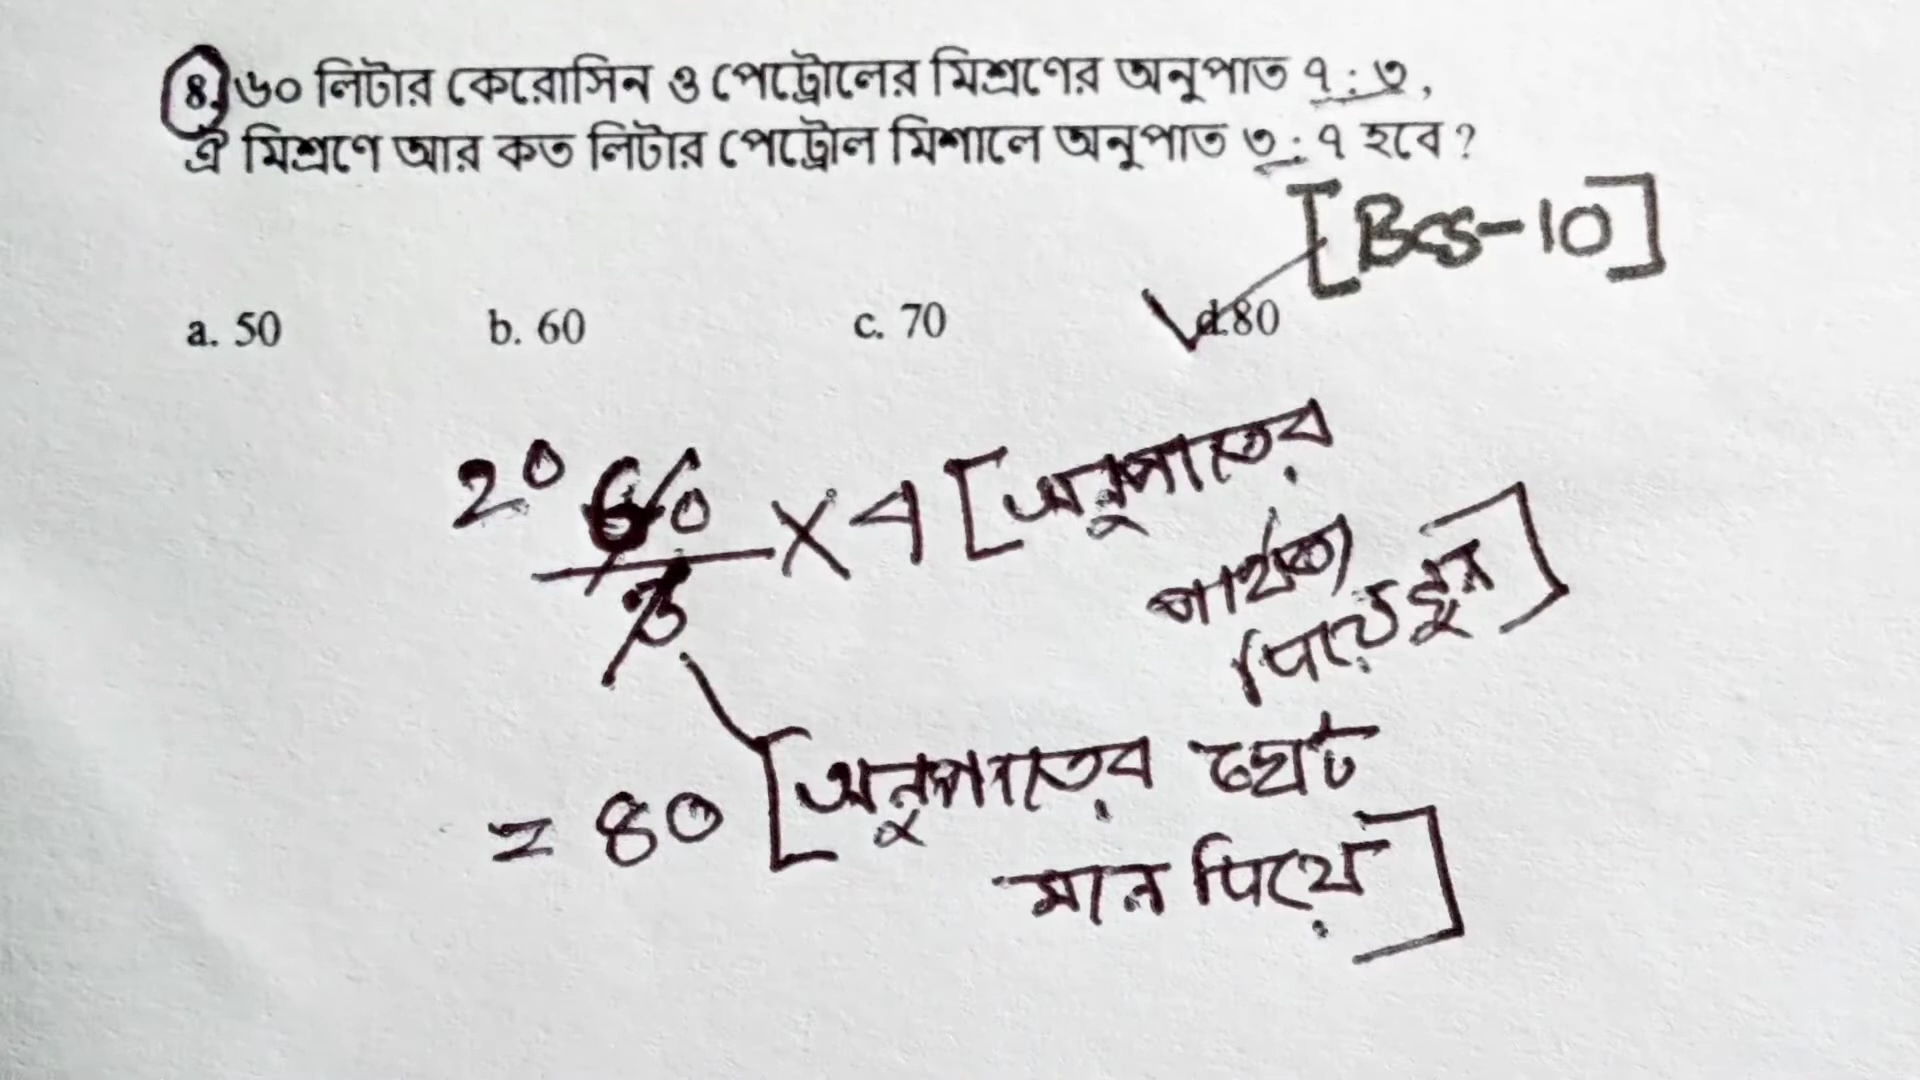 8. ৬০ লিটার কেরোসিন ও পেট্রোলের মিশ্রণের অনুপাত ৭ : ৩,
ঐ মিশ্রণে আর কত লিটার পেট্রোল মিশালে অনুপাত ৩ : ৭ হবে ?
[Bcs-10]
a. 50 b. 60 c. 70 d.80
20 60/3 × 4 [অনুপাতের
পার্থক্য
দিয়ে গুন]
= 80 [অনুপাতের ছোট
মান দিয়ে]